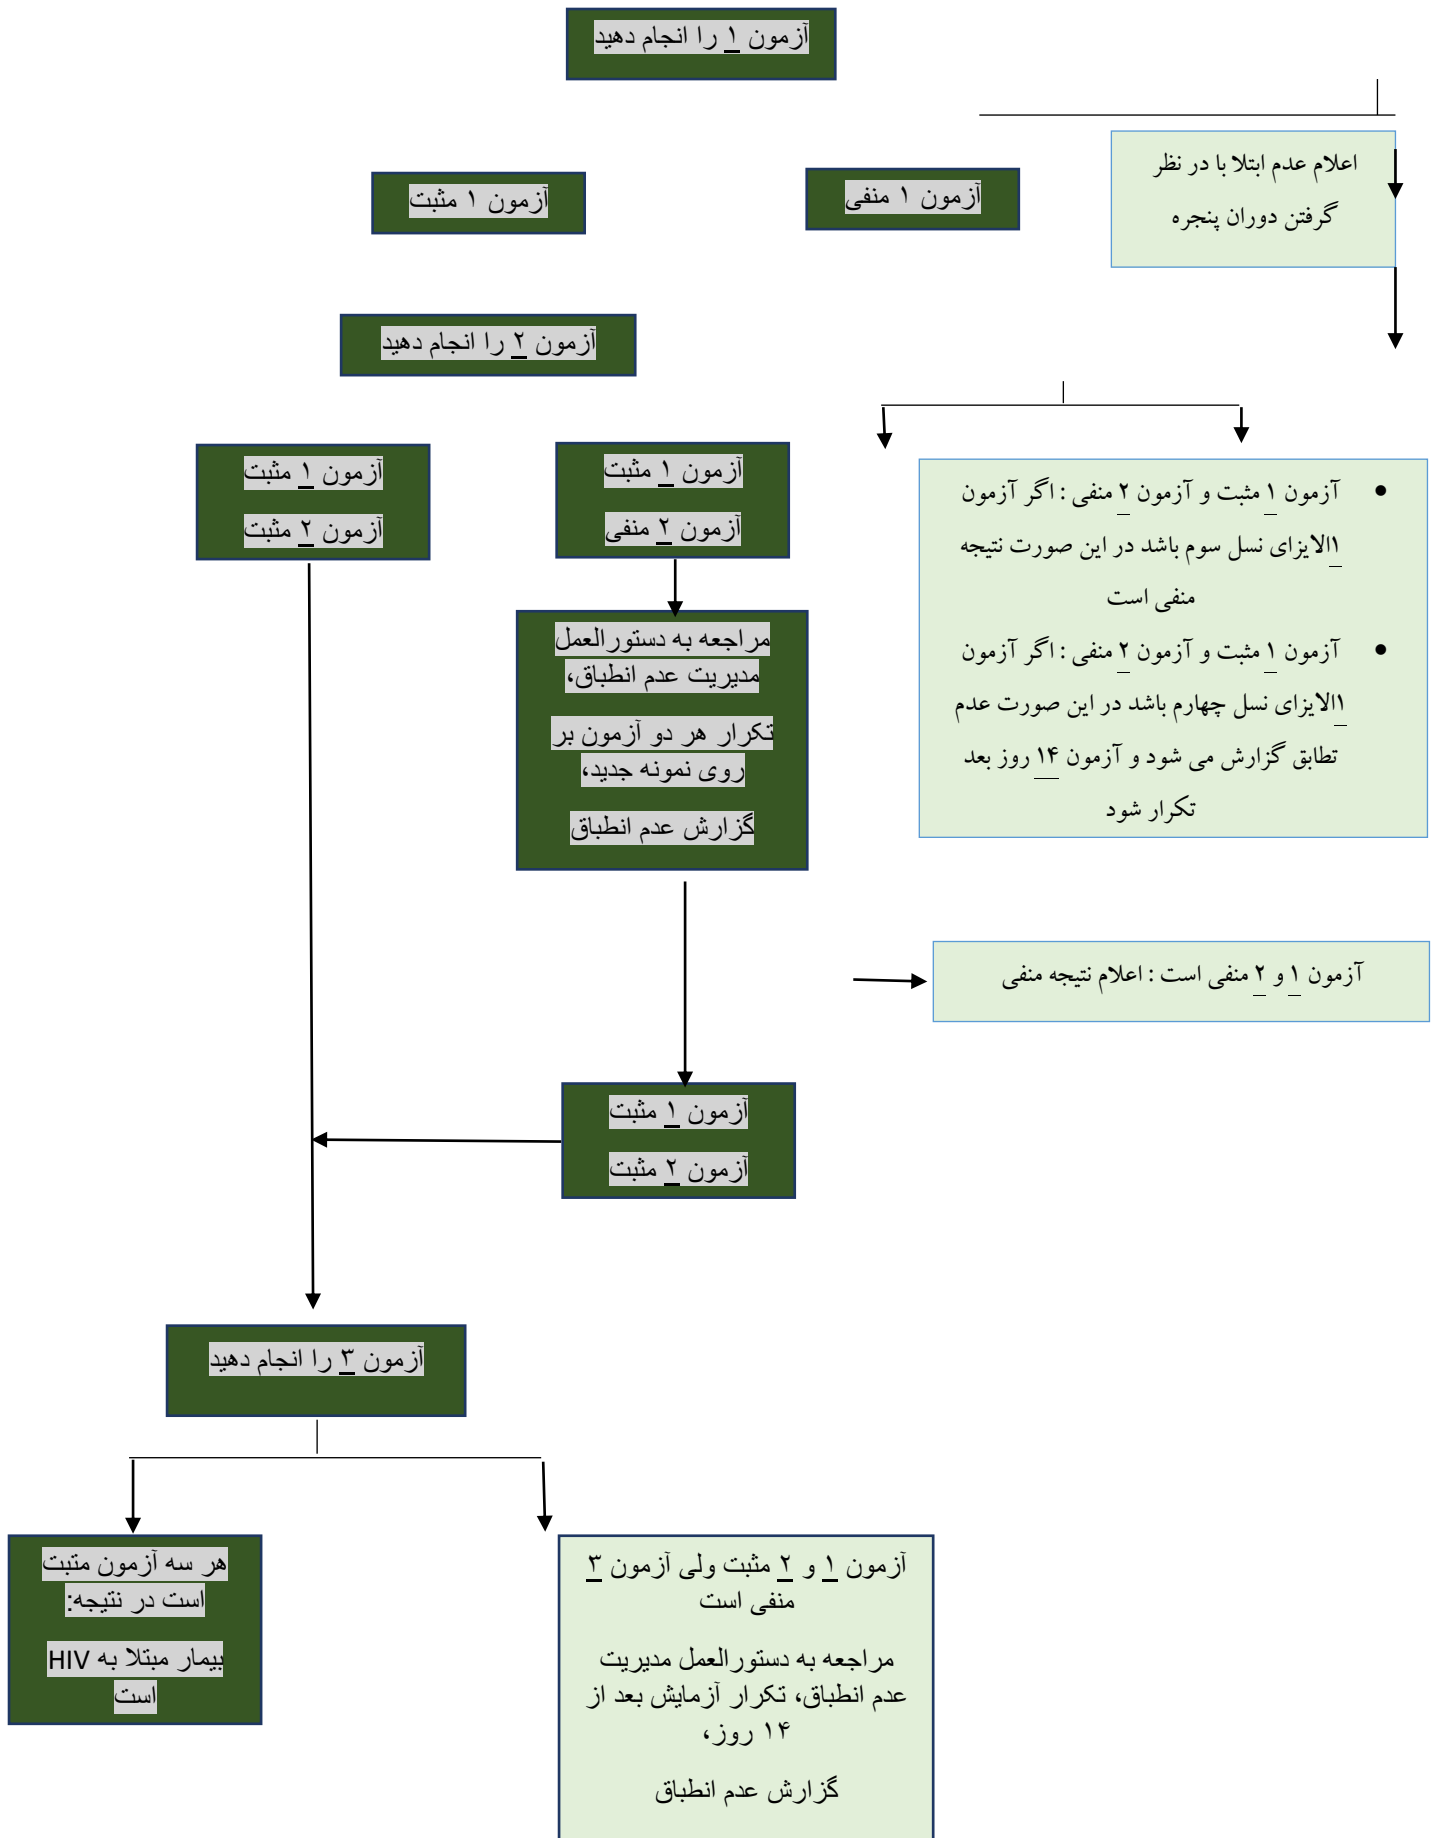 آزمون ۱ را انجام دهید
اعلام عدم ابتلا با در نظر
گرفتن دوران پنجره
آزمون ۱ منفی
آزمون ۱ مثبت
آزمون ۲ را انجام دهید
آزمون ۱ مثبت
آزمون ۲ مثبت
آزمون ۱ مثبت
آزمون ۲ منفی
• آزمون ۱ مثبت و آزمون ۲ منفی : اگر آزمون
۱الایزای نسل سوم باشد در این صورت نتیجه
منفی است
• آزمون ۱ مثبت و آزمون ۲ منفی : اگر آزمون
۱الایزای نسل چهارم باشد در این صورت عدم
تطابق گزارش می شود و آزمون ۱۴ روز بعد
تکرار شود
مراجعه به دستورالعمل
مدیریت عدم انطباق،
تکرار هر دو آزمون بر
روی نمونه جدید،
گزارش عدم انطباق
آزمون ۱ و ۲ منفی است : اعلام نتیجه منفی
آزمون ۱ مثبت
آزمون ۲ مثبت
آزمون ۳ را انجام دهید
هر سه آزمون مثبت
است در نتیجه:
بیمار مبتلا به HIV
است
آزمون ۱ و ۲ مثبت ولی آزمون ۳
منفی است
مراجعه به دستورالعمل مدیریت
عدم انطباق، تکرار آزمایش بعد از
۱۴ روز،
گزارش عدم انطباق